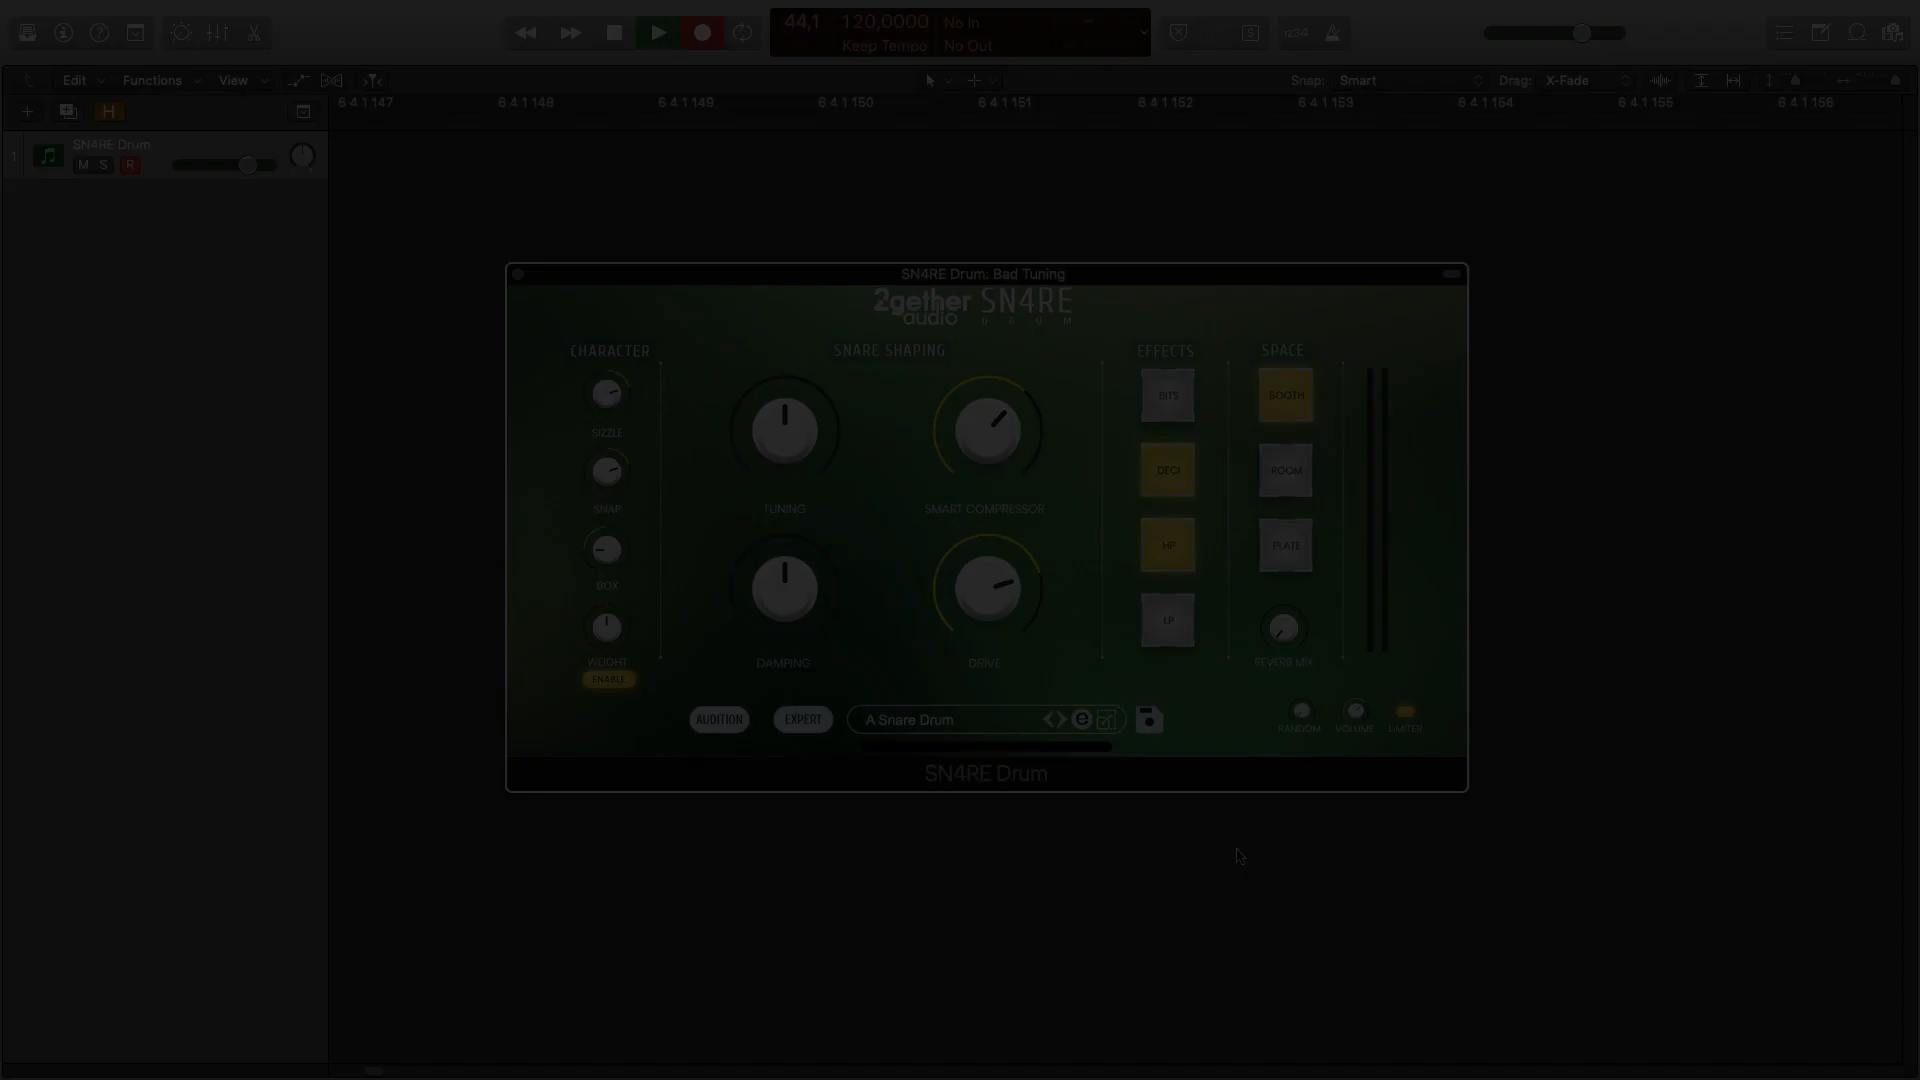 44,1 120,0000 No In
Keep Tempo No Out
S 1234
Edit Functions View Snap: Smart Drag: X-Fade
6 4 1 147 6 4 1 148 6 4 1 149 6 4 1 150 6 4 1 151 6 4 1 152 6 4 1 153 6 4 1 154 6 4 1 155 6 4 1 156
H
1 SN4RE Drum
M S R
SN4RE Drum: Bad Tuning
2gether audio SN4RE
DRUM
CHARACTER SNARE SHAPING EFFECTS SPACE
BITS BOOTH
SIZZLE
DECI ROOM
SNAP TUNING SMART COMPRESSOR
HP PLATE
BOX
LP
WEIGHT DAMPING DRIVE REVERB MIX
ENABLE
AUDITION EXPERT A Snare Drum e
RANDOM VOLUME LIMITER
SN4RE Drum